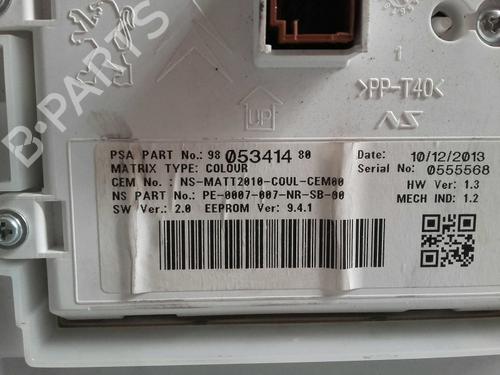 B-PARTS
1
>PP-T40<
NS
UP
PSA PART No.: 98 053414 80
Date: 10/12/2013
MATRIX TYPE: COLOUR
Serial No: 0555568
CEM No. : NS-MATT2010-COUL-CEM00
HW Ver: 1.3
NS PART No.: PE-0007-007-NR-SB-00
MECH IND: 1.2
SW Ver.: 2.0 EEPROM Ver: 9.4.1